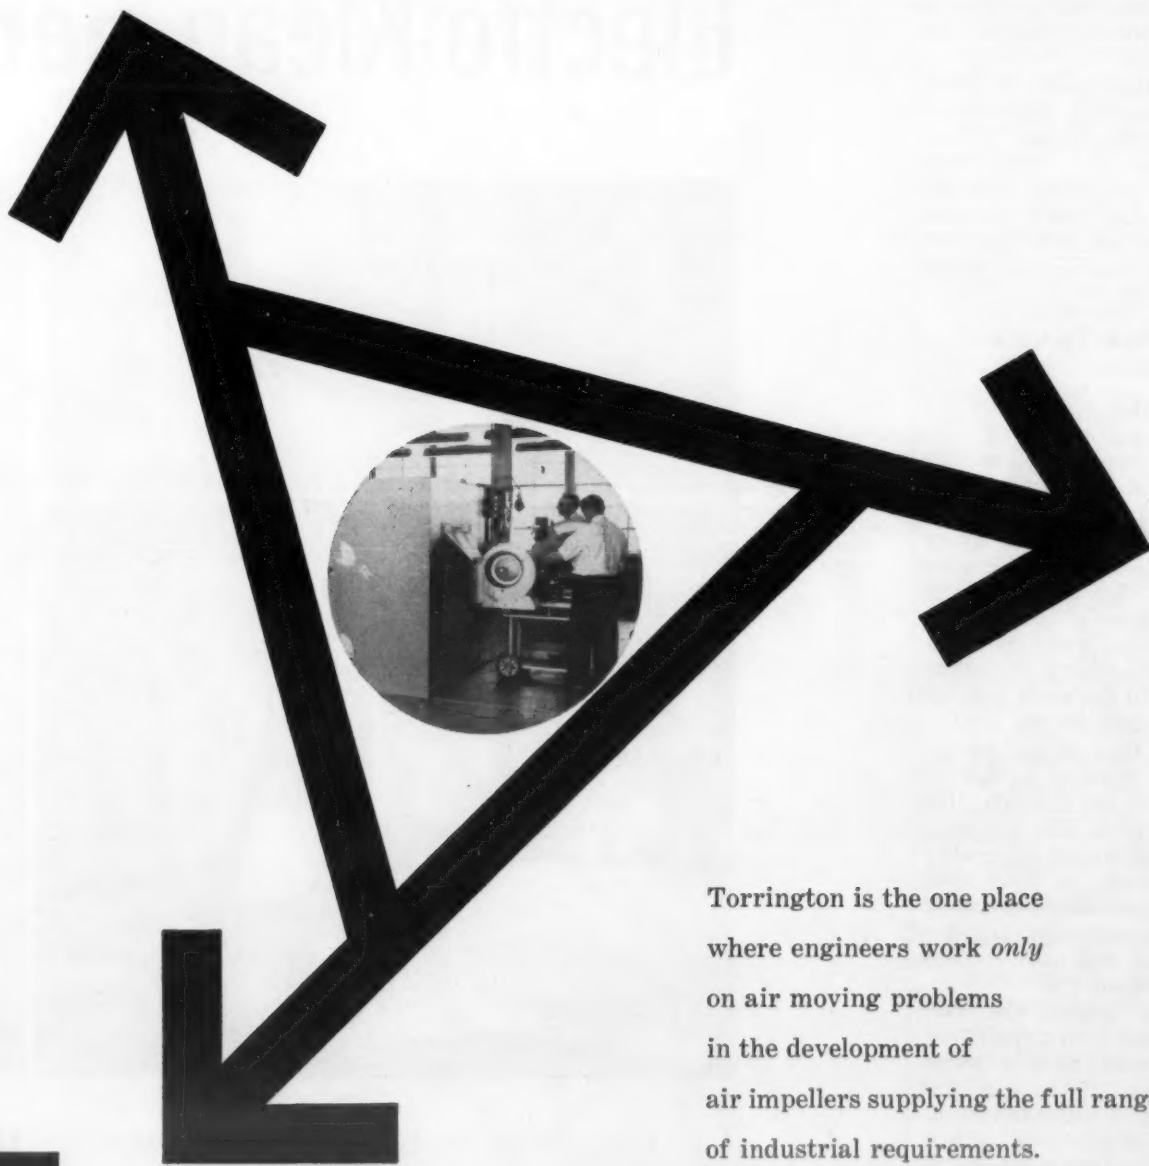 Torrington is the one place
where engineers work only
on air moving problems
in the development of
air impellers supplying the full rang
of industrial requirements.